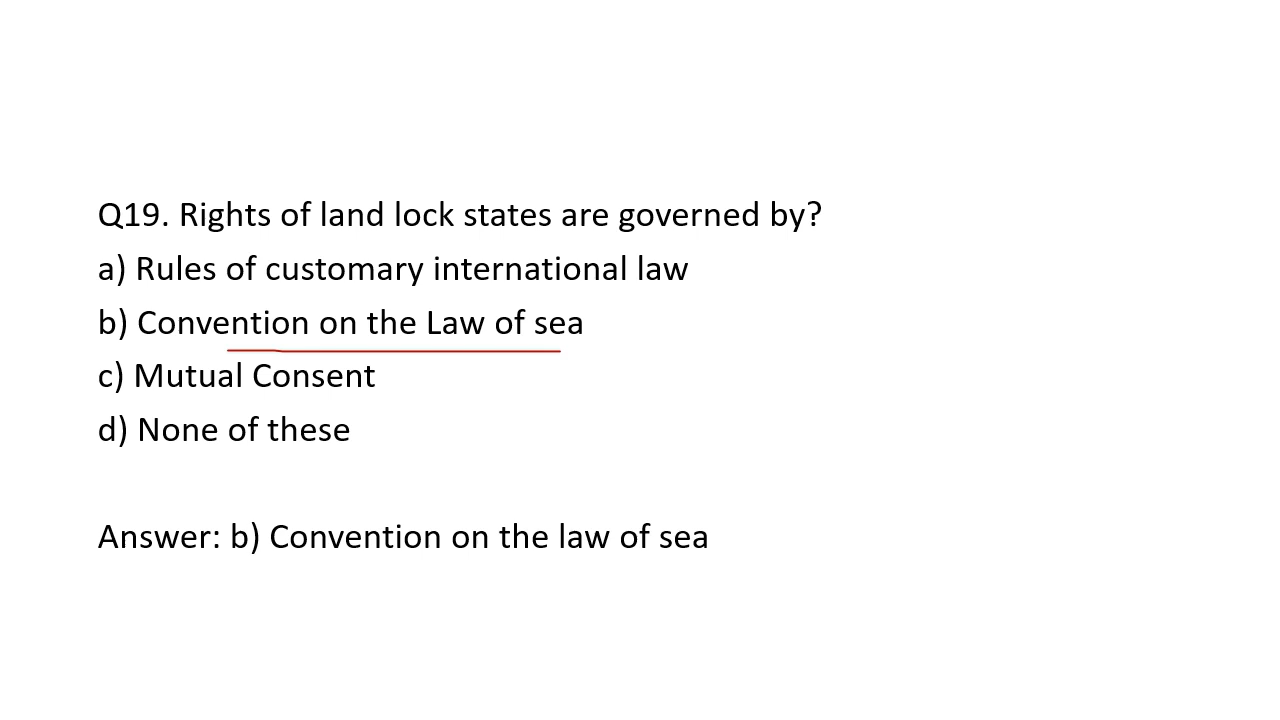 Q19. Rights of land lock states are governed by?
a) Rules of customary international law
b) Convention on the Law of sea
c) Mutual Consent
d) None of these
Answer: b) Convention on the law of sea